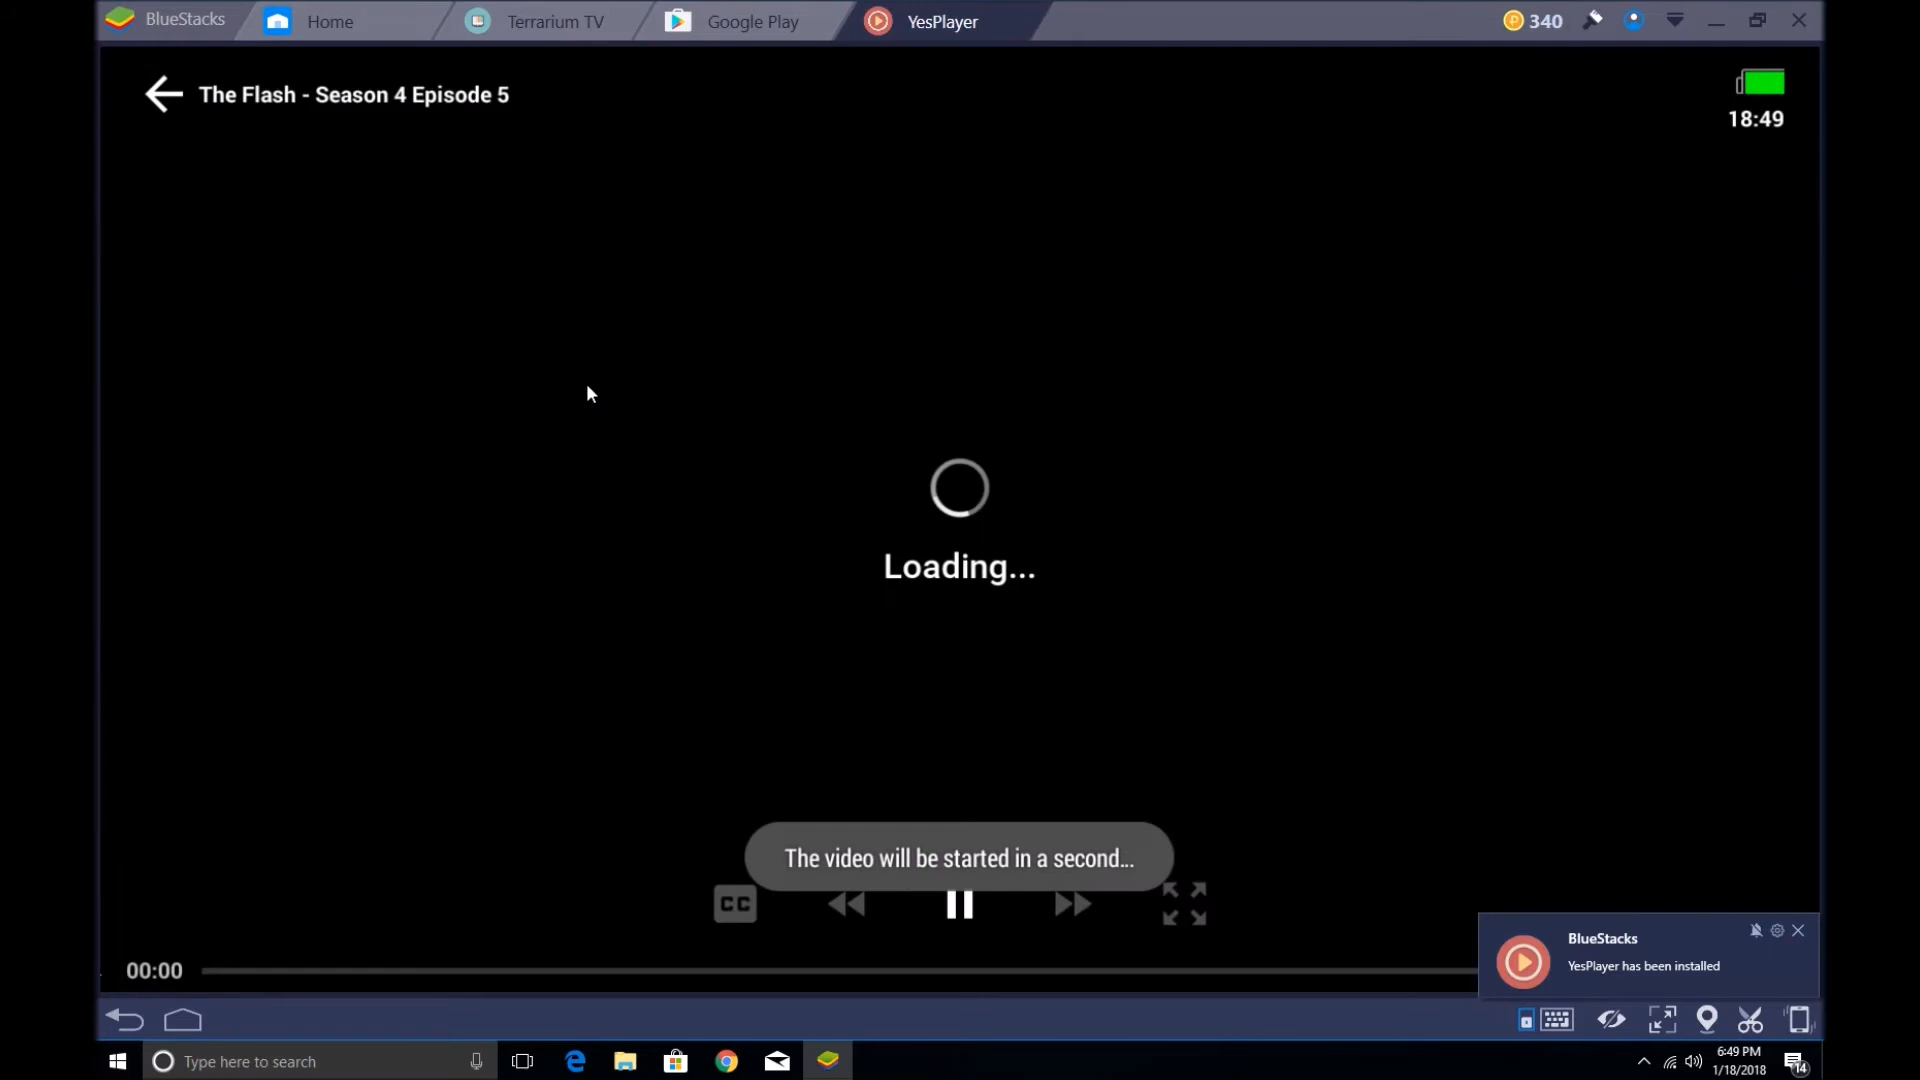 BlueStacks
Home
Terrarium TV
Google Play
YesPlayer
340
The Flash - Season 4 Episode 5
18:49
Loading...
The video will be started in a second...
CC
00:00
BlueStacks
YesPlayer has been installed
Type here to search
6:49 PM
1/18/2018
14